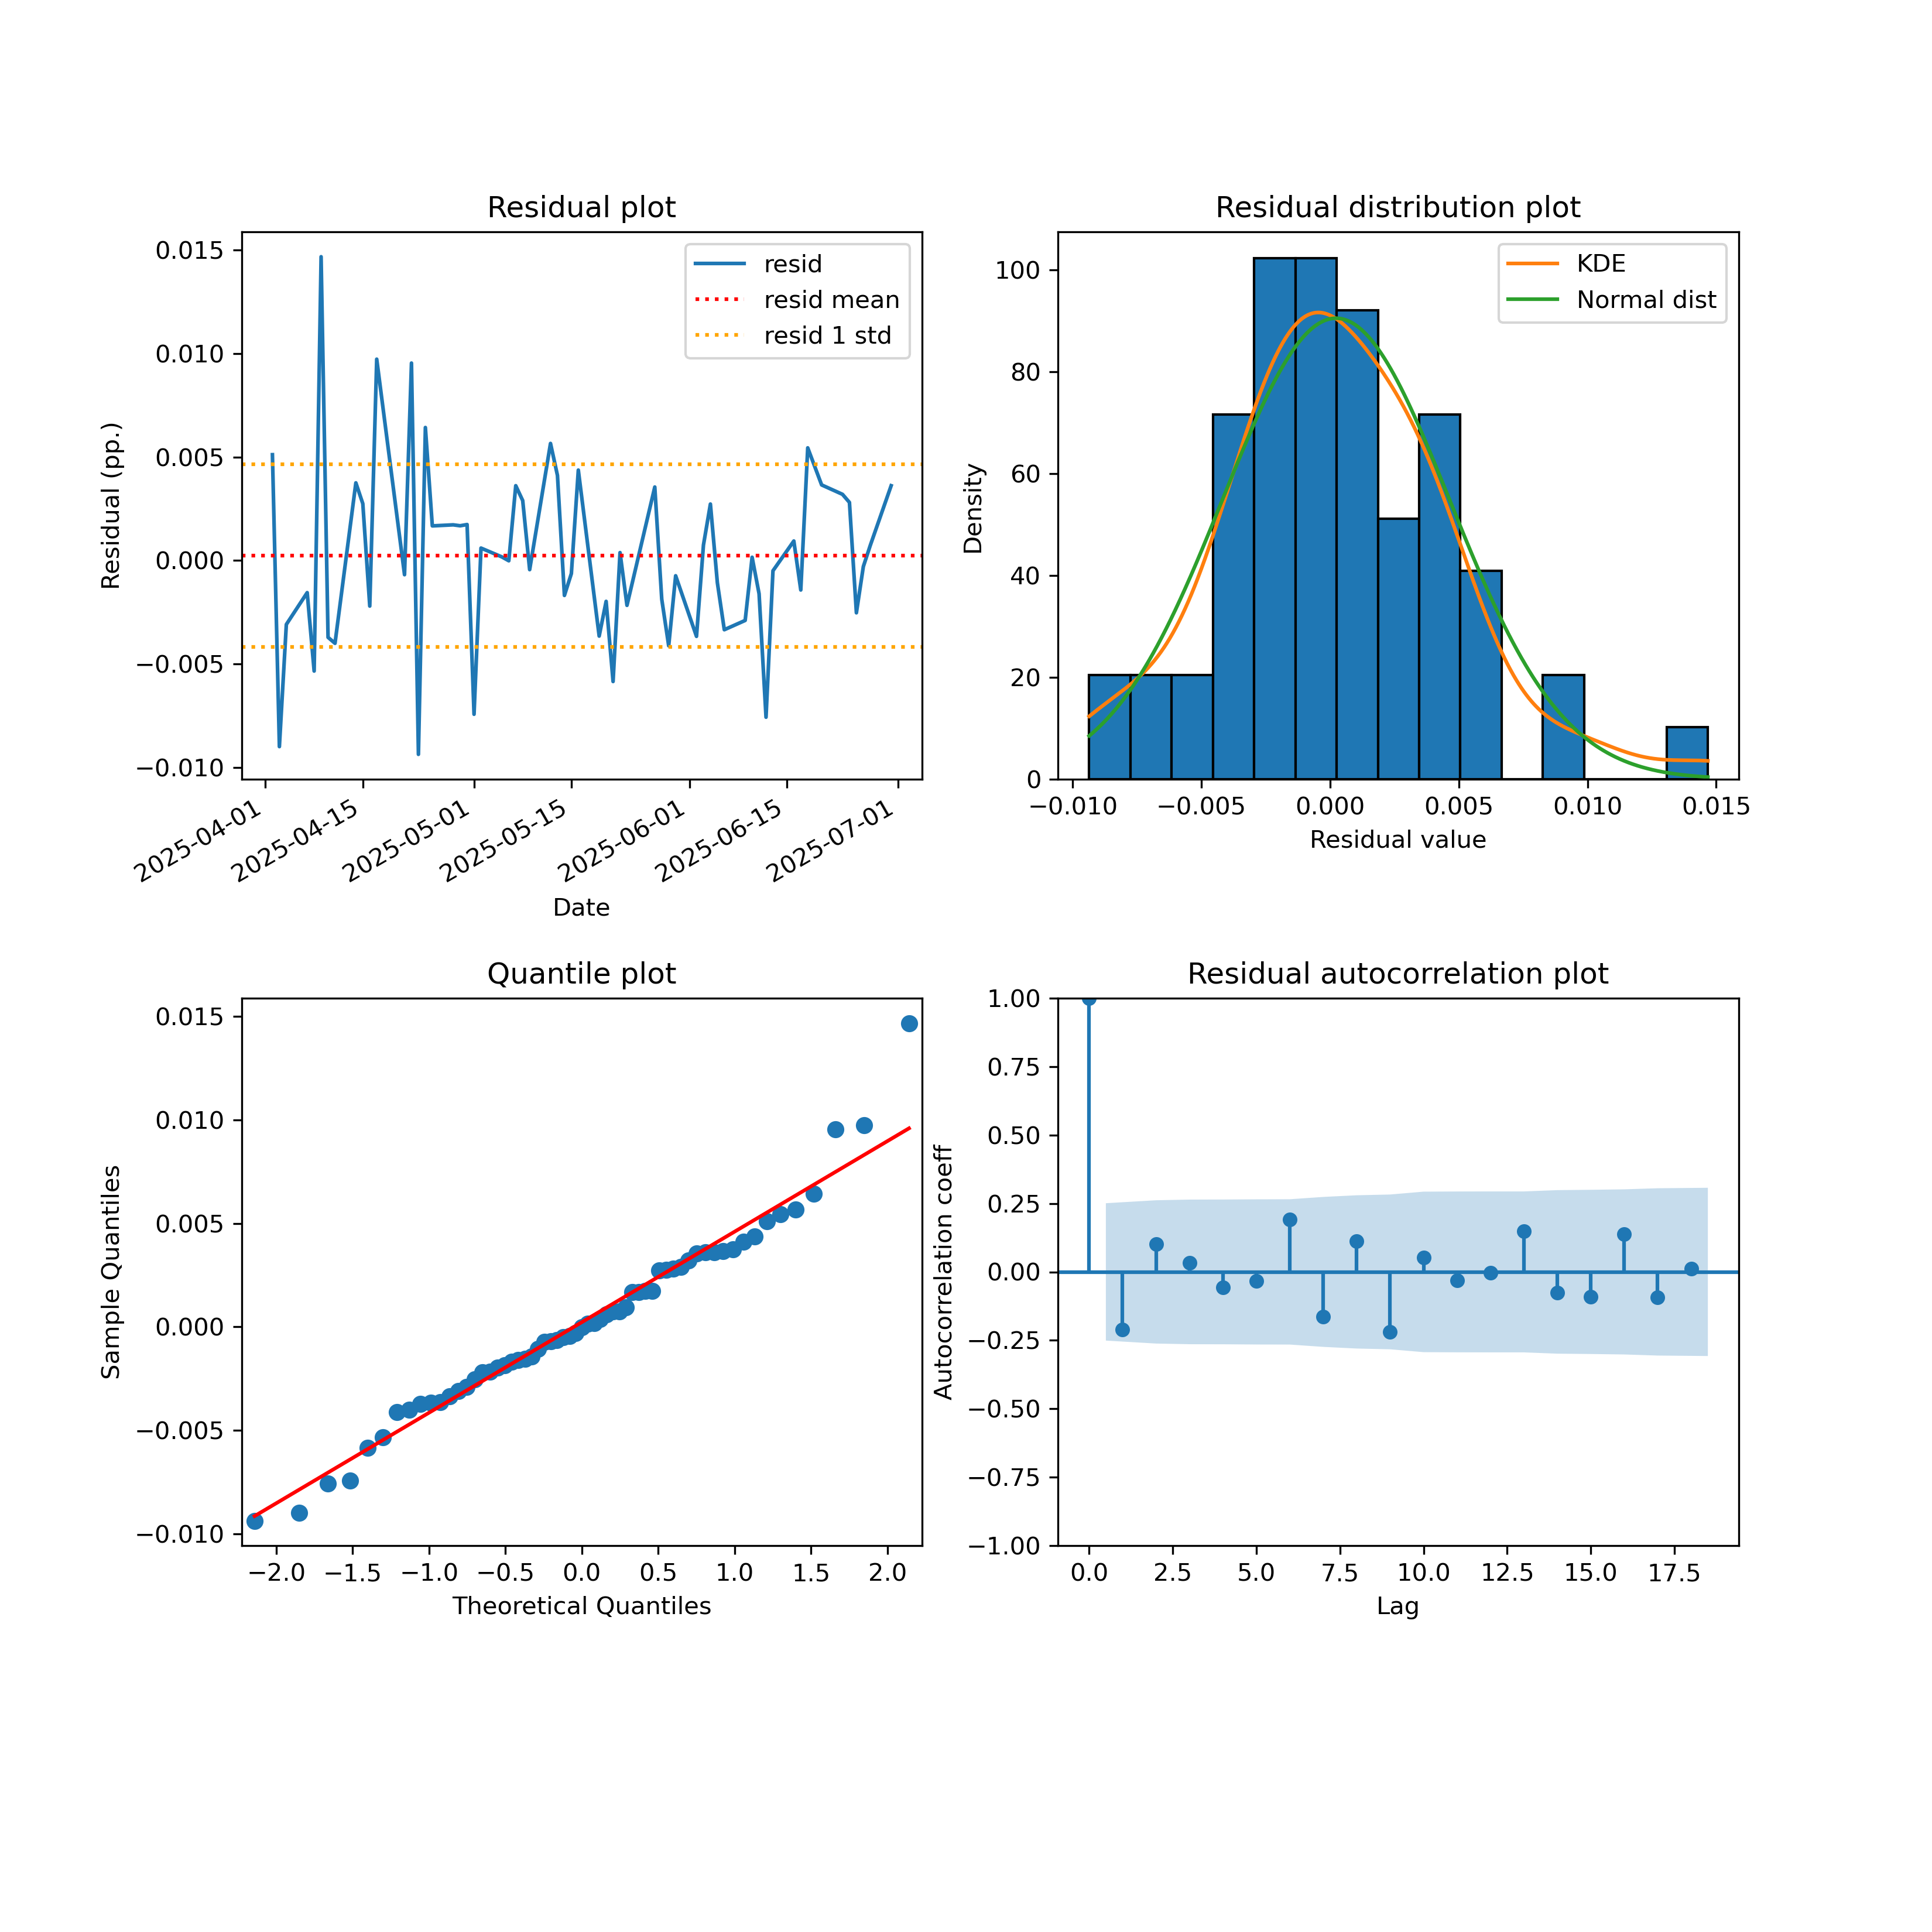 Residual plot
0.015
0.010
0.005
0.000
−0.005
−0.010
Residual (pp.)
resid
resid mean
resid 1 std
2025-04-01
2025-04-15
2025-05-01
2025-05-15
2025-06-01
2025-06-15
2025-07-01
Date
Residual distribution plot
100
80
60
40
20
0
Density
KDE
Normal dist
−0.010 −0.005 0.000 0.005 0.010 0.015
Residual value
Quantile plot
0.015
0.010
0.005
0.000
−0.005
−0.010
Sample Quantiles
−2.0 −1.5 −1.0 −0.5 0.0 0.5 1.0 1.5 2.0
Theoretical Quantiles
Residual autocorrelation plot
1.00
0.75
0.50
0.25
0.00
−0.25
−0.50
−0.75
−1.00
Autocorrelation coeff
0.0 2.5 5.0 7.5 10.0 12.5 15.0 17.5
Lag